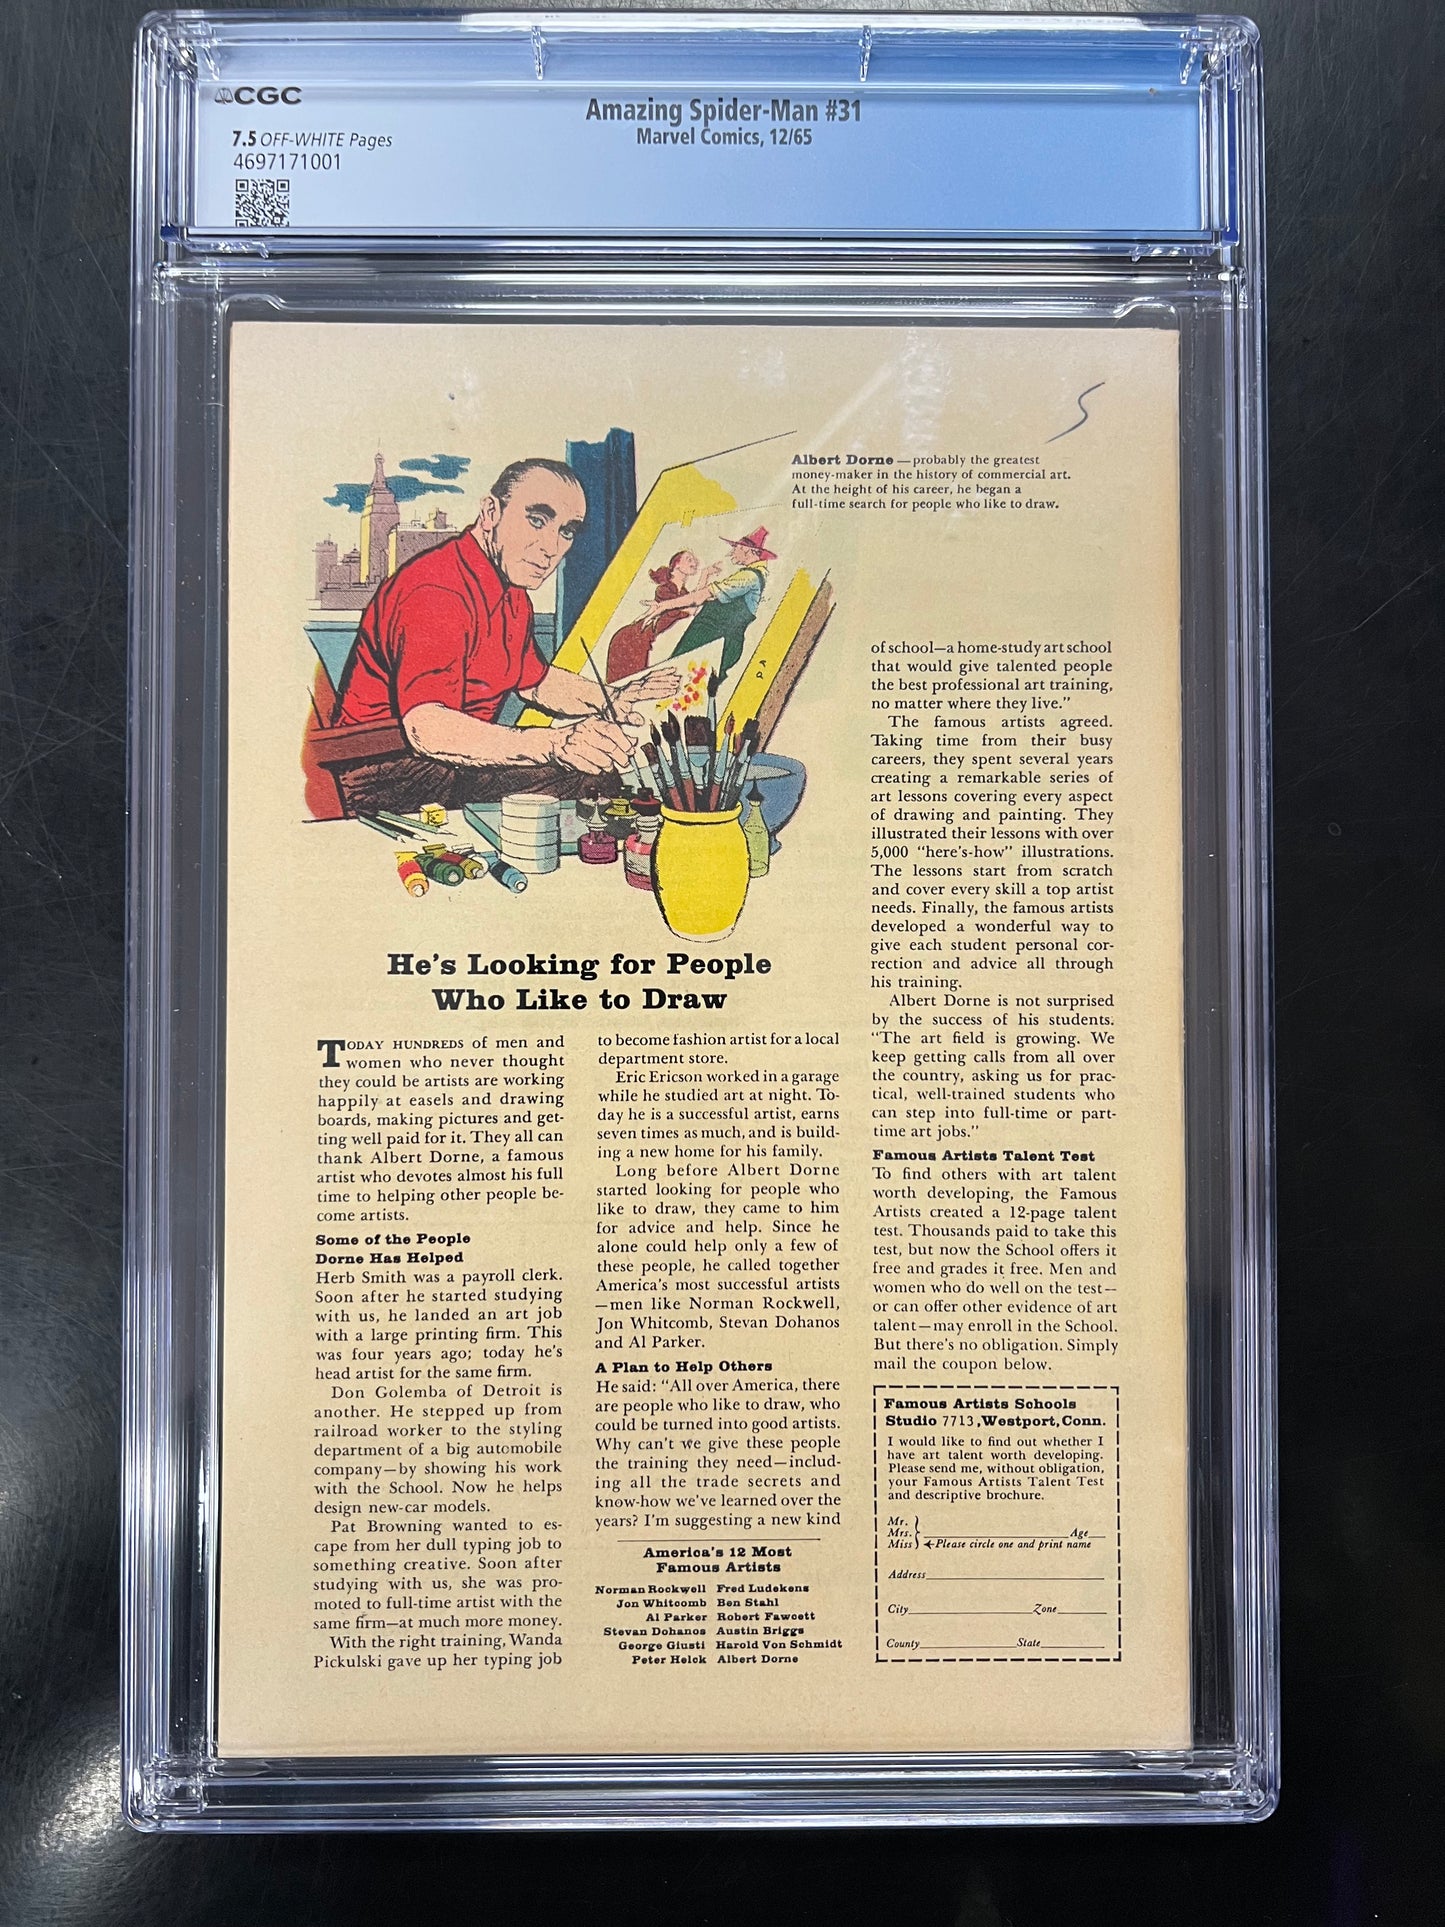 CGC
Amazing Spider-Man #31
Marvel Comics, 12/65
7.5 OFF-WHITE Pages
4697171001
5
Albert Dorne — probably the greatest
money-maker in the history of commercial art.
At the height of his career, he began a
full-time search for people who like to draw.
He's Looking for People
Who Like to Draw
TODAY HUNDREDS of men and
women who never thought
they could be artists are working
happily at easels and drawing
boards, making pictures and get-
ting well paid for it. They all can
thank Albert Dorne, a famous
artist who devotes almost his full
time to helping other people be-
come artists.
Some of the People
Dorne Has Helped
Herb Smith was a payroll clerk.
Soon after he started studying
with us, he landed an art job
with a large printing firm. This
was four years ago; today he's
head artist for the same firm.
Don Golemba of Detroit is
another. He stepped up from
railroad worker to the styling
department of a big automobile
company—by showing his work
with the School. Now he helps
design new-car models.
Pat Browning wanted to es-
cape from her dull typing job to
something creative. Soon after
studying with us, she was pro-
moted to full-time artist with the
same firm—at much more money.
With the right training, Wanda
Pickulski gave up her typing job
to become fashion artist for a local
department store.
Eric Ericson worked in a garage
while he studied art at night. To-
day he is a successful artist, earns
seven times as much, and is build-
ing a new home for his family.
Long before Albert Dorne
started looking for people who
like to draw, they came to him
for advice and help. Since he
alone could help only a few of
these people, he called together
America's most successful artists
—men like Norman Rockwell,
Jon Whitcomb, Stevan Dohanos
and Al Parker.
A Plan to Help Others
He said: "All over America, there
are people who like to draw, who
could be turned into good artists.
Why can't we give these people
the training they need—includ-
ing all the trade secrets and
know-how we've learned over the
years? I'm suggesting a new kind
America's 12 Most
Famous Artists
Norman Rockwell Fred Ludekens
Jon Whitcomb Ben Stahl
Al Parker Robert Fawcett
Stevan Dohanos Austin Briggs
George Giusti Harold Von Schmidt
Peter Helck Albert Dorne
of school—a home-study art school
that would give talented people
the best professional art training,
no matter where they live."
The famous artists agreed.
Taking time from their busy
careers, they spent several years
creating a remarkable series of
art lessons covering every aspect
of drawing and painting. They
illustrated their lessons with over
5,000 "here's-how" illustrations.
The lessons start from scratch
and cover every skill a top artist
needs. Finally, the famous artists
developed a wonderful way to
give each student personal cor-
rection and advice all through
his training.
Albert Dorne is not surprised
by the success of his students.
"The art field is growing. We
keep getting calls from all over
the country, asking us for prac-
tical, well-trained students who
can step into full-time or part-
time art jobs."
Famous Artists Talent Test
To find others with art talent
worth developing, the Famous
Artists created a 12-page talent
test. Thousands paid to take this
test, but now the School offers it
free and grades it free. Men and
women who do well on the test—
or can offer other evidence of art
talent—may enroll in the School.
But there's no obligation. Simply
mail the coupon below.
Famous Artists Schools
Studio 7713, Westport, Conn.
I would like to find out whether I
have art talent worth developing.
Please send me, without obligation,
your Famous Artists Talent Test
and descriptive brochure.
Mr.
Mrs. Age
Miss Please circle one and print name
Address
City Zone
County State